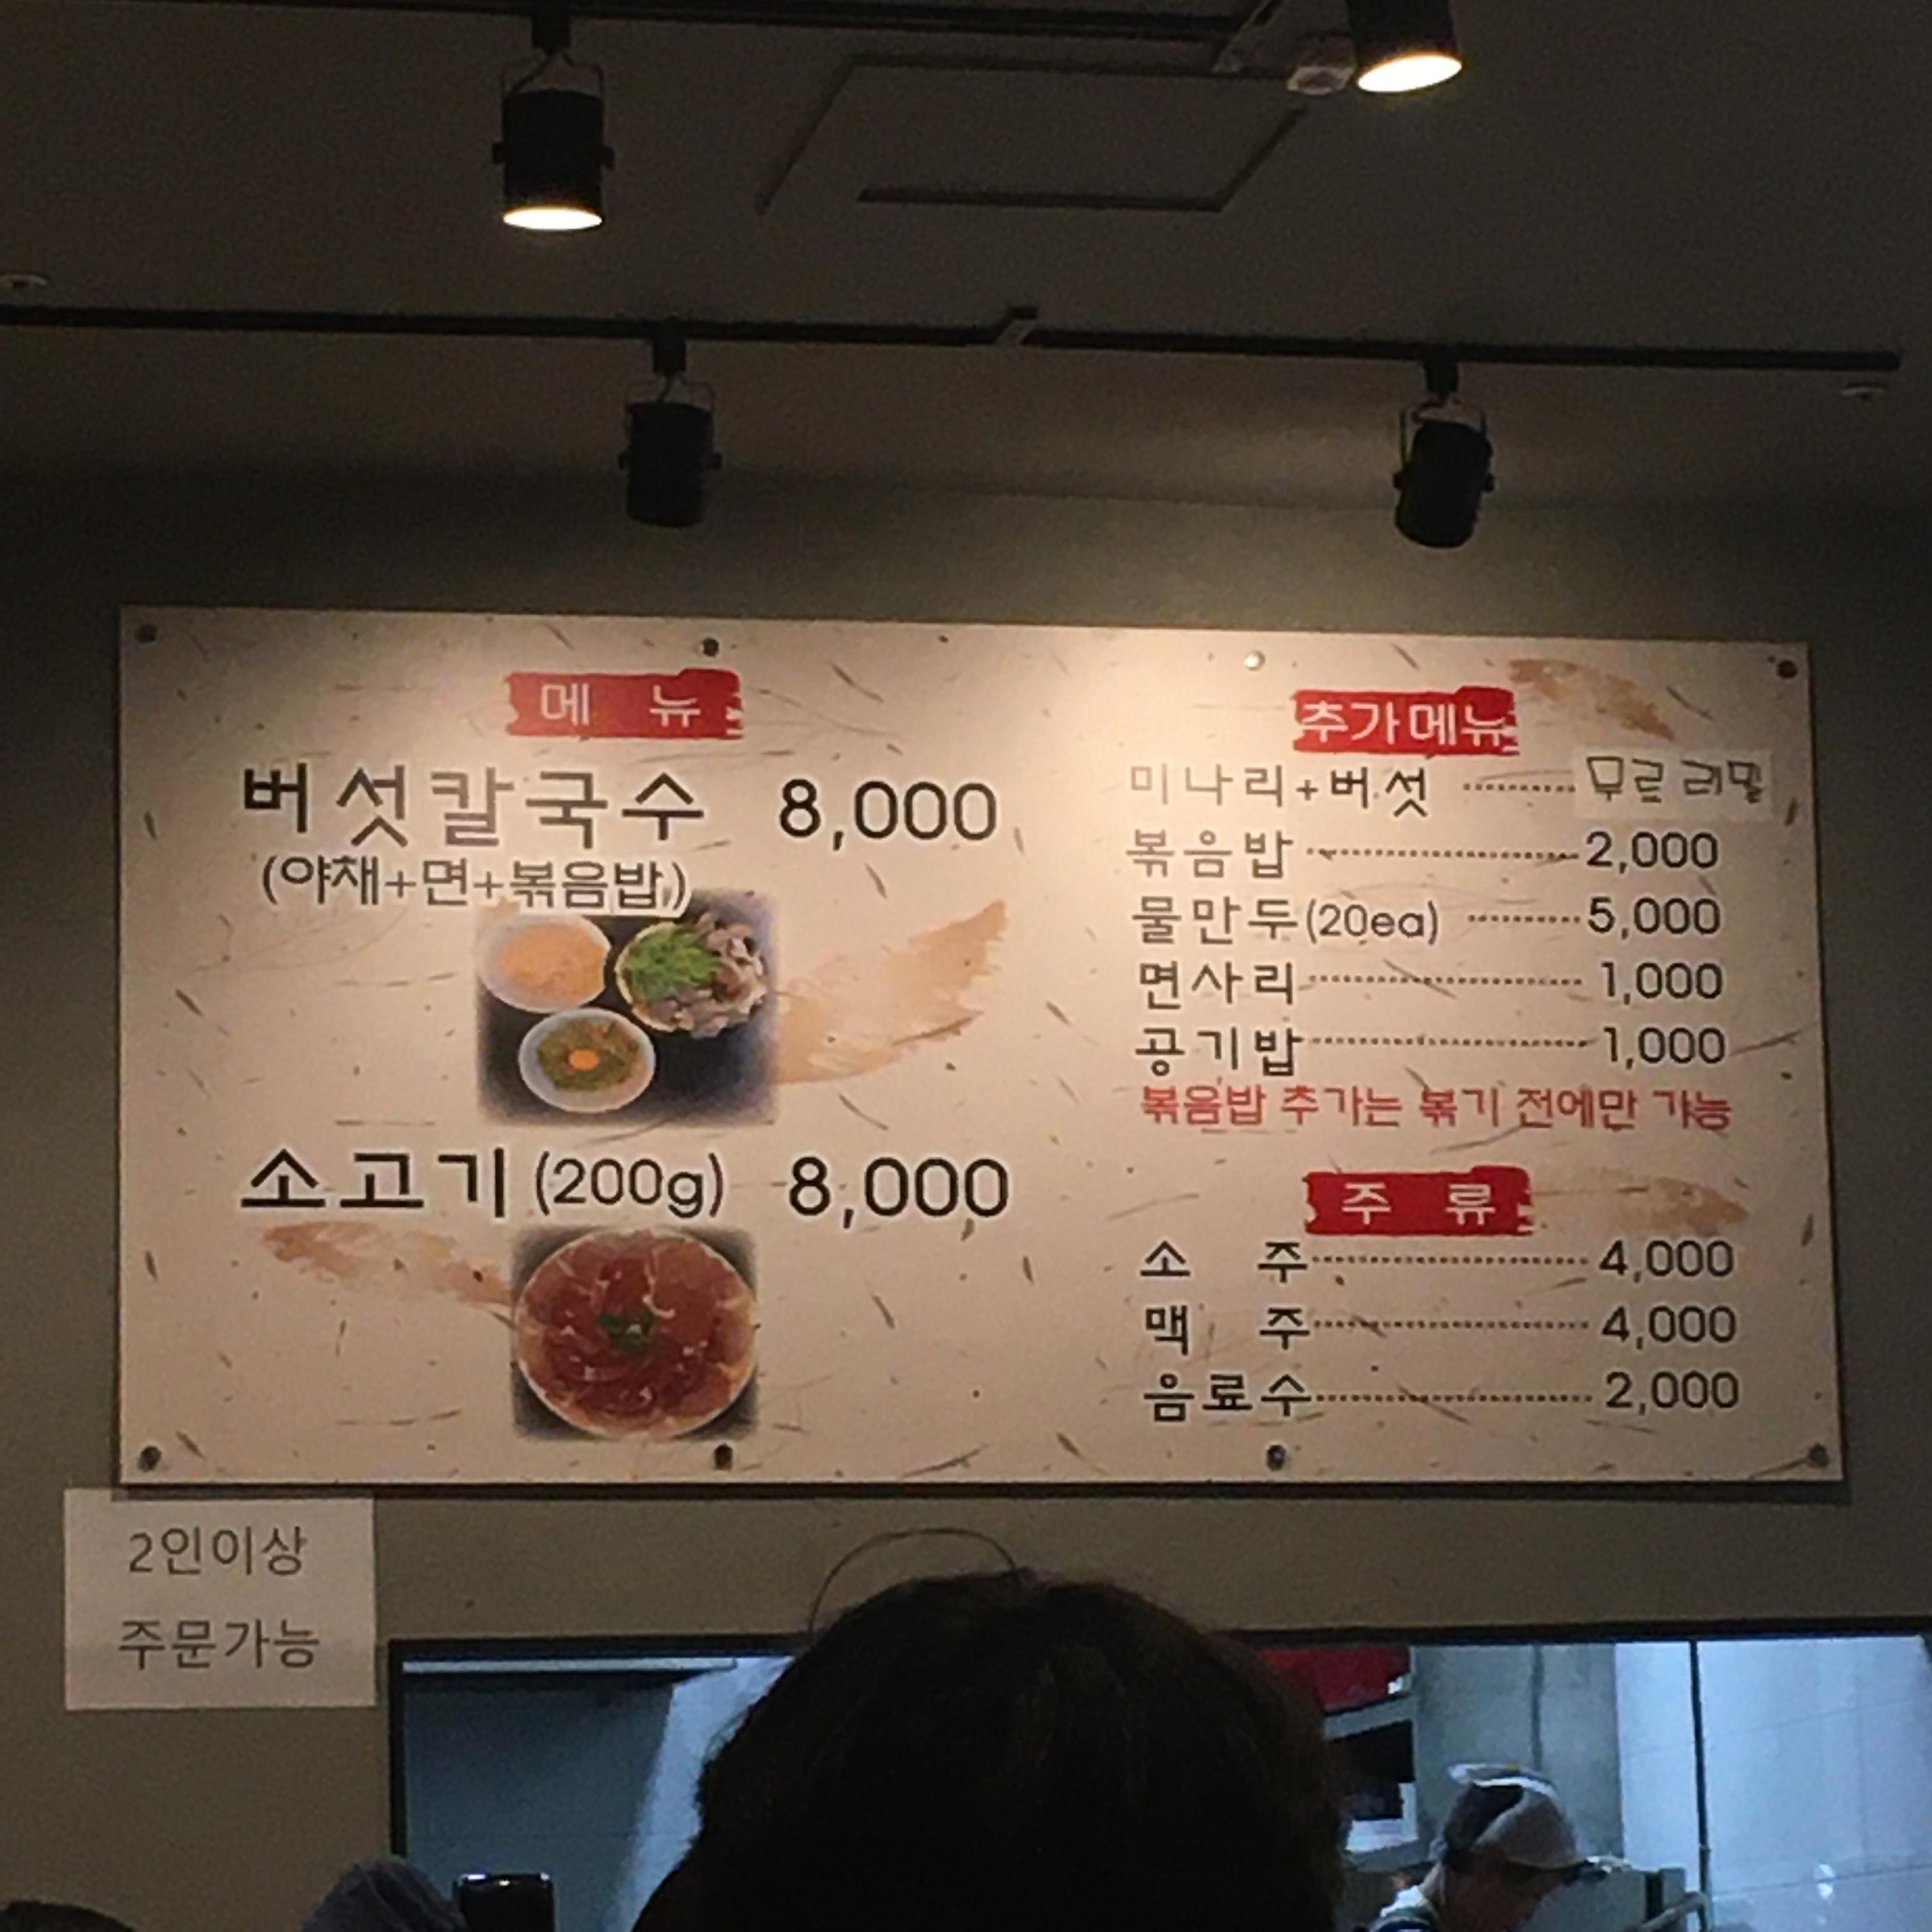 메 뉴
버섯칼국수 8,000
(야채+면+볶음밥)
소고기 (200g) 8,000
추가메뉴
미나리+버섯 무료 리필
볶음밥 2,000
물만두(20ea) 5,000
면사리 1,000
공기밥 1,000
볶음밥 추가는 볶기 전에만 가능
주 류
소 주 4,000
맥 주 4,000
음료수 2,000
2인이상
주문가능